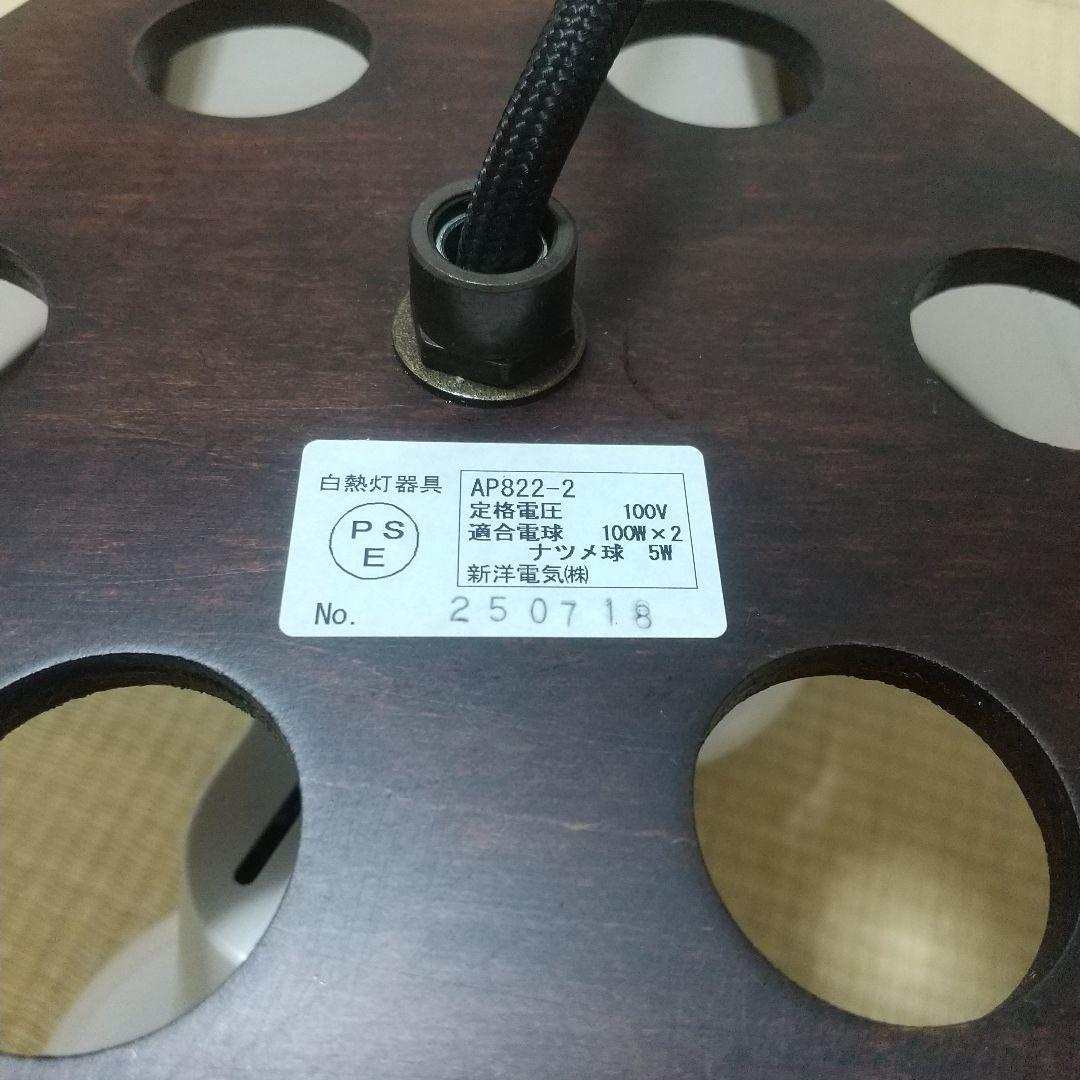 白熱灯器具
PS
E
AP822-2
定格電圧 100V
適合電球 100W×2
ナツメ球 5W
新洋電気㈱
No. 250718